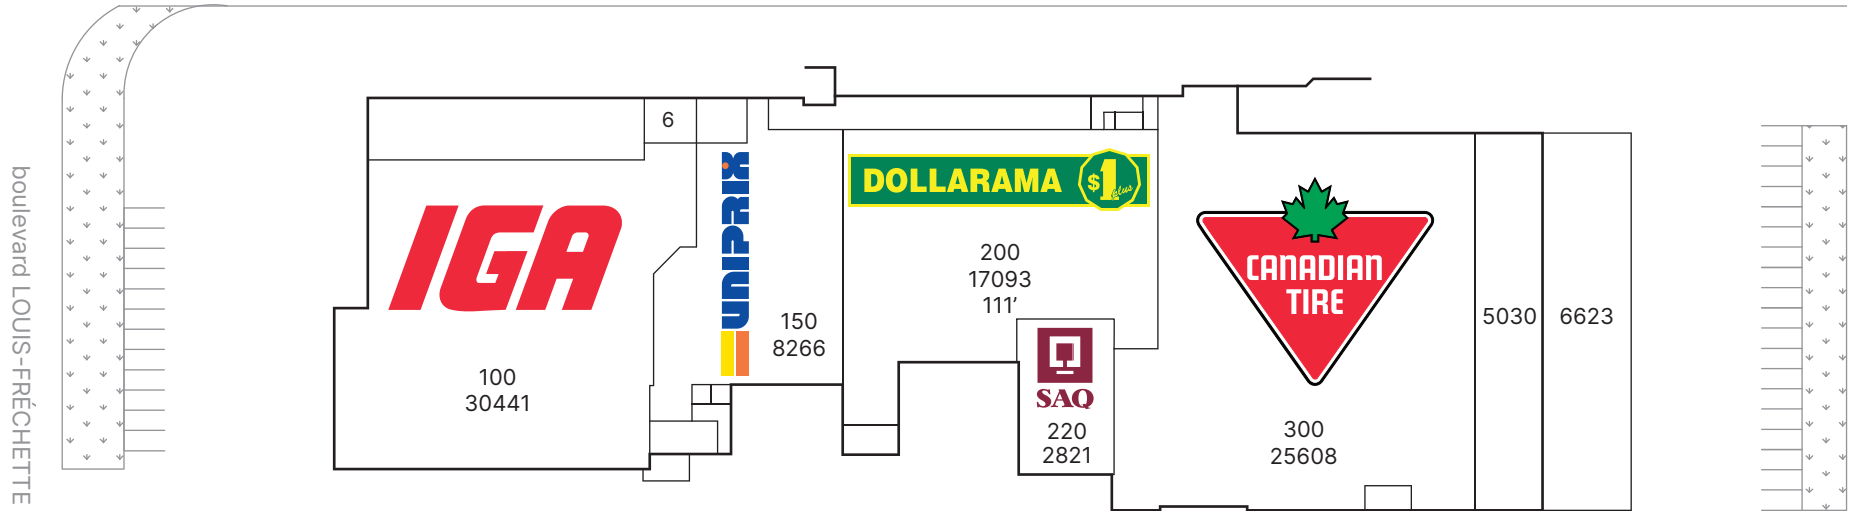 boulevard LOUIS-FRÉCHETTE
6
IGA
100
30441
UNIPRIX
150
8266
DOLLARAMA $1 plus
200
17093
111’
SAQ
220
2821
CANADIAN
TIRE
300
25608
5030
6623